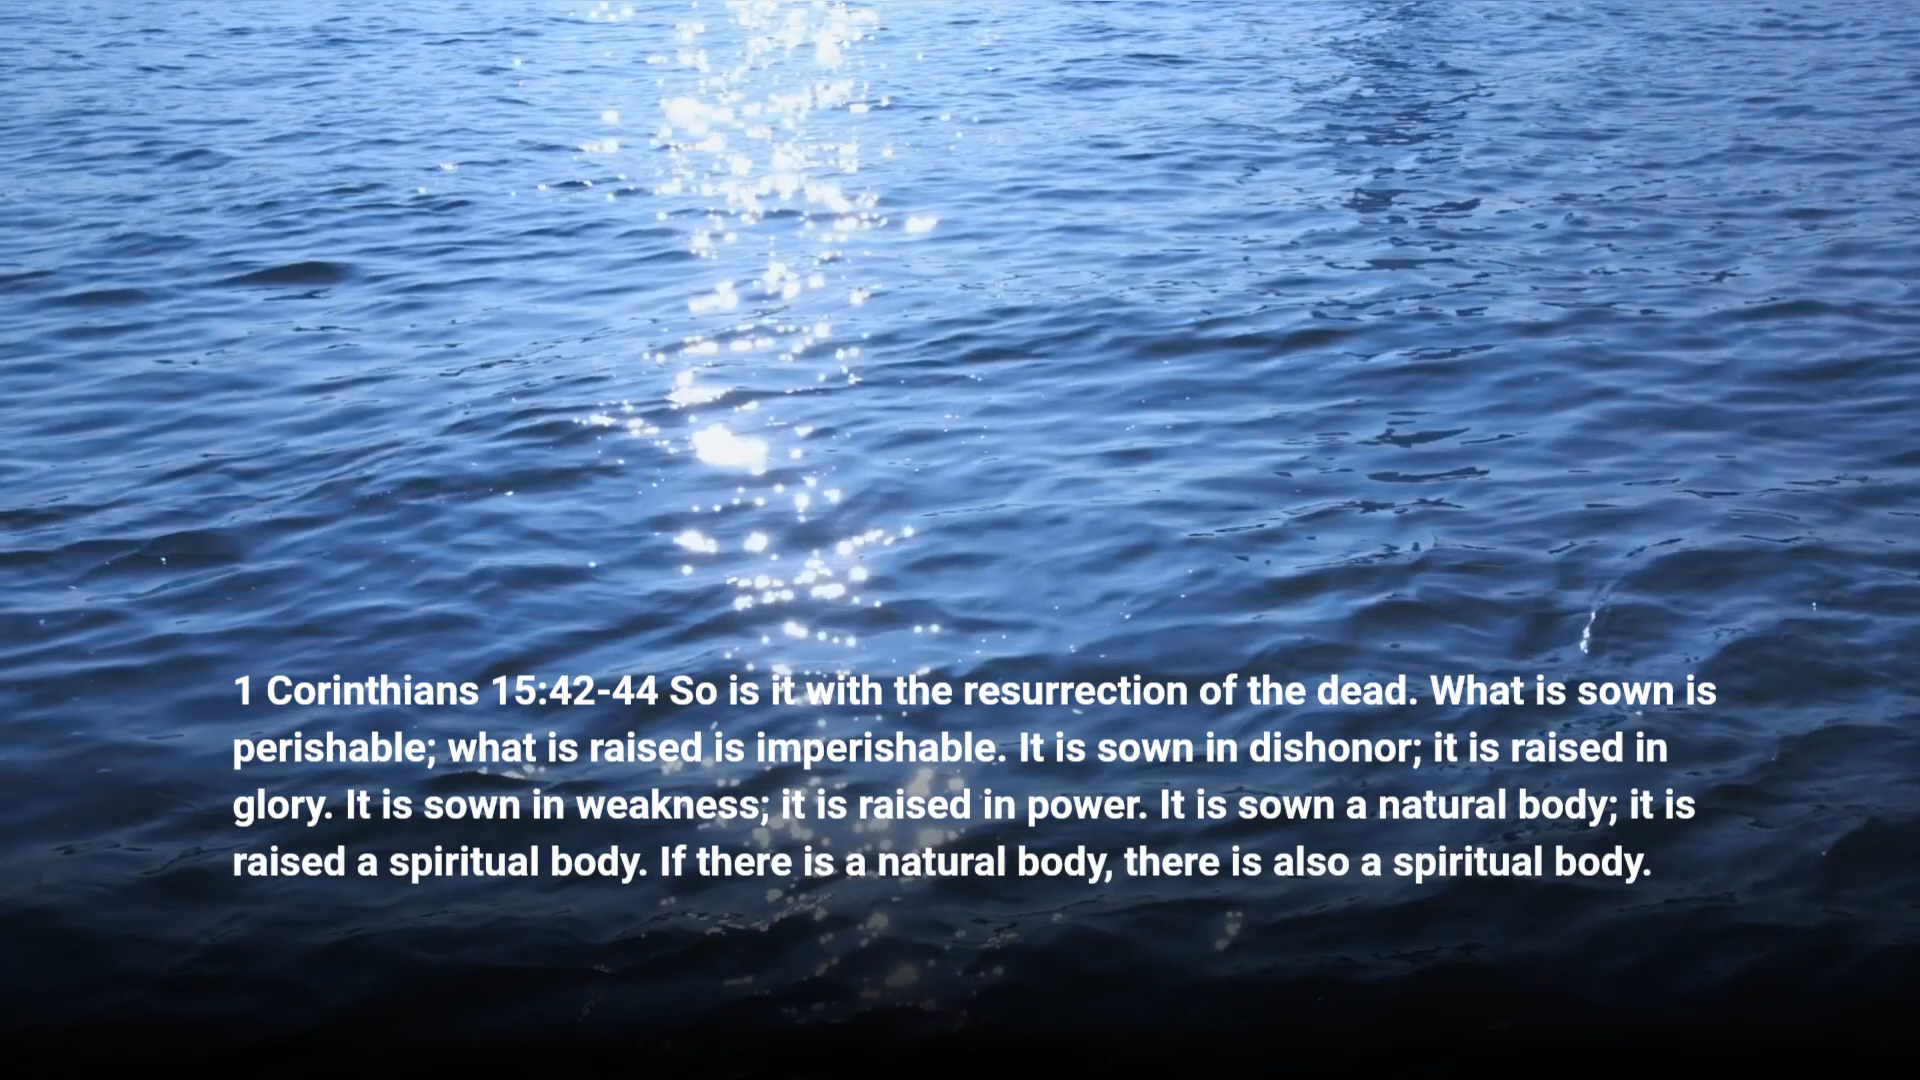 1 Corinthians 15:42-44 So is it with the resurrection of the dead. What is sown is
perishable; what is raised is imperishable. It is sown in dishonor; it is raised in
glory. It is sown in weakness; it is raised in power. It is sown a natural body; it is
raised a spiritual body. If there is a natural body, there is also a spiritual body.